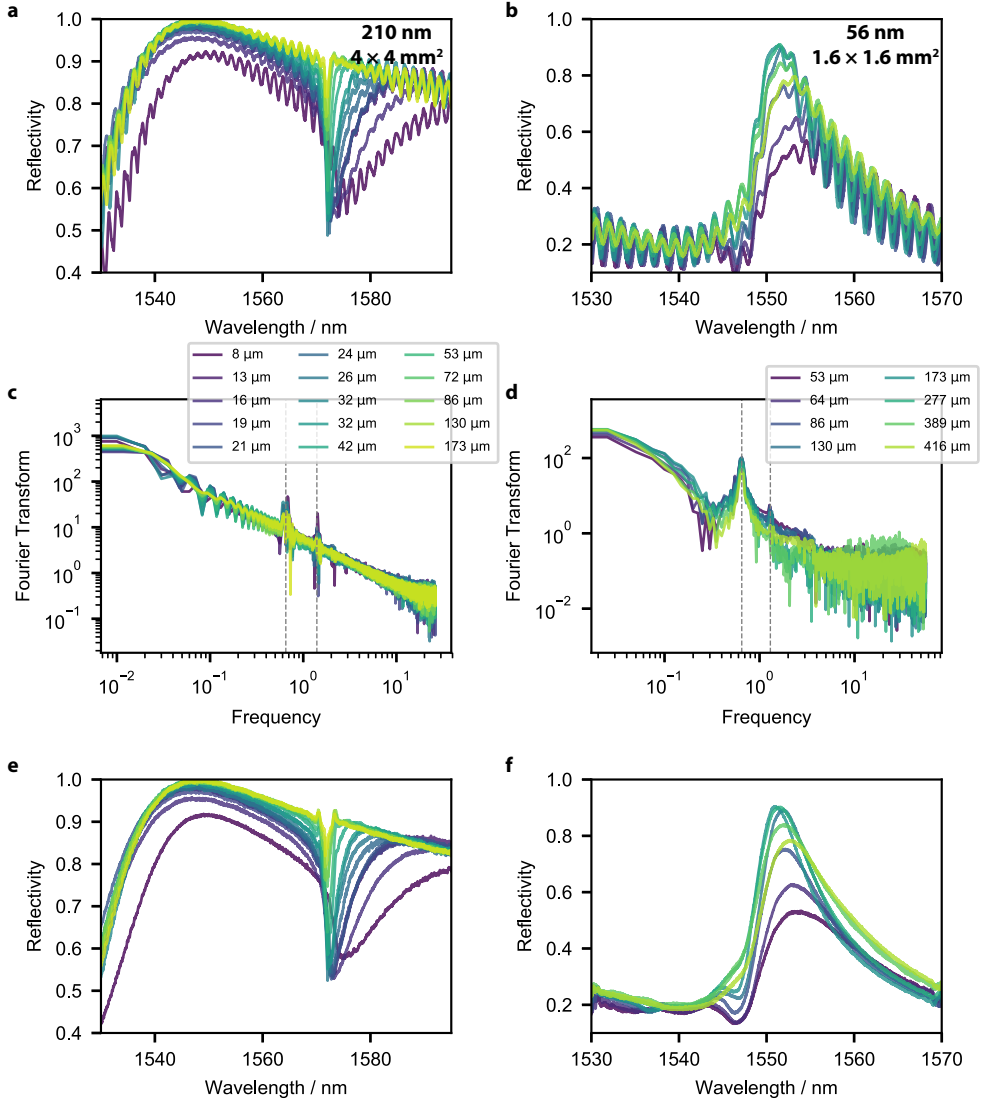 a
210 nm
4 × 4 mm²
Reflectivity
1.0
0.9
0.8
0.7
0.6
0.5
0.4
1540
1560
1580
Wavelength / nm
b
56 nm
1.6 × 1.6 mm²
Reflectivity
1.0
0.8
0.6
0.4
0.2
1530
1540
1550
1560
1570
Wavelength / nm
8 µm
13 µm
16 µm
19 µm
21 µm
24 µm
26 µm
32 µm
32 µm
42 µm
53 µm
72 µm
86 µm
130 µm
173 µm
c
Fourier Transform
10³
10²
10¹
10⁰
10⁻¹
10⁻²
10⁻¹
10⁰
10¹
Frequency
53 µm
64 µm
86 µm
130 µm
173 µm
277 µm
389 µm
416 µm
d
Fourier Transform
10²
10⁰
10⁻²
10⁻¹
10⁰
10¹
Frequency
e
Reflectivity
1.0
0.9
0.8
0.7
0.6
0.5
0.4
1540
1560
1580
Wavelength / nm
f
Reflectivity
1.0
0.8
0.6
0.4
0.2
1530
1540
1550
1560
1570
Wavelength / nm